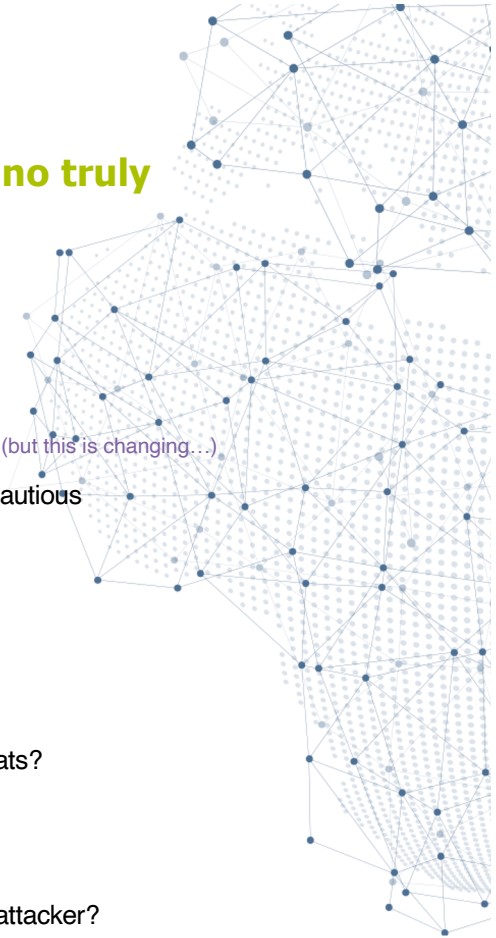 no truly
(but this is changing…)
autious
ats?
attacker?